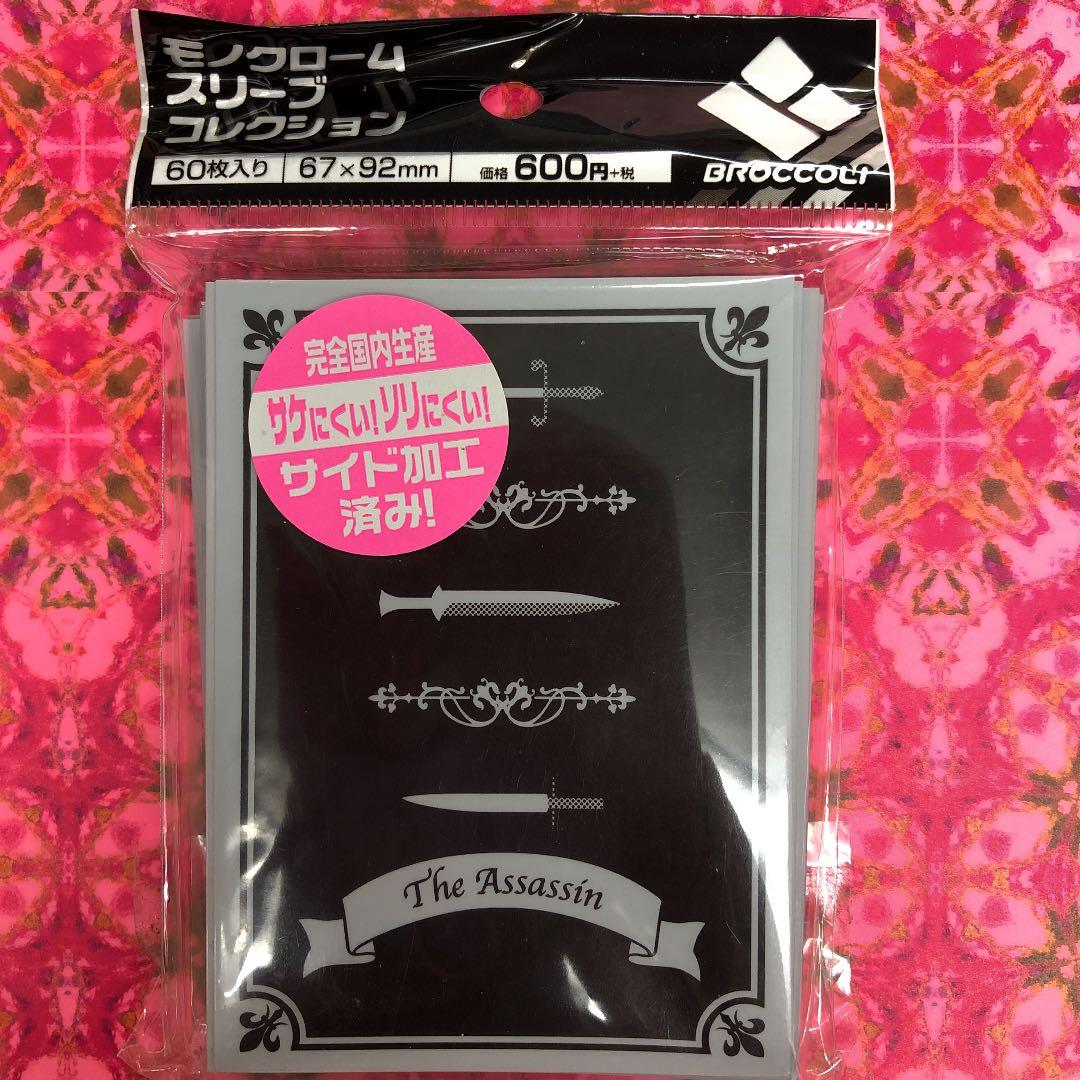 モノクローム
スリーブ
コレクション
60枚入り 67×92mm 価格 600円+税
BROCCOLI
完全国内生産
サケにくい!ソリにくい!
サイド加工
済み!
The Assassin